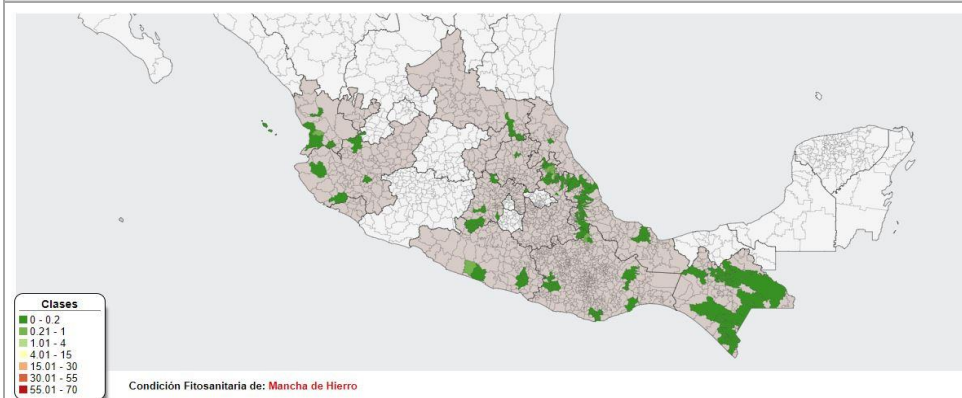 Clases
0 - 0.2
0.21 - 1
1.01 - 4
4.01 - 15
15.01 - 30
30.01 - 55
55.01 - 70
Condición Fitosanitaria de: Mancha de Hierro